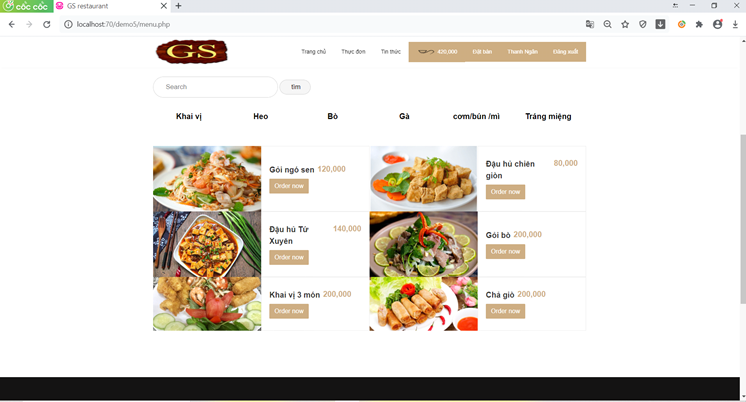 cốc cốc
GS restaurant
localhost:70/demo5/menu.php
GS
Trang chủ
Thực đơn
Tin thức
420,000
Đặt bàn
Thanh Ngân
Đăng xuất
Search
tìm
Khai vị
Heo
Bò
Gà
cơm/bún /mì
Tráng miệng
Gỏi ngó sen 120,000
Order now
Đậu hủ chiên 80,000
giòn
Order now
Đậu hủ Tứ 140,000
Xuyên
Order now
Gỏi bò 200,000
Order now
Khai vị 3 món 200,000
Order now
Chả giò 200,000
Order now